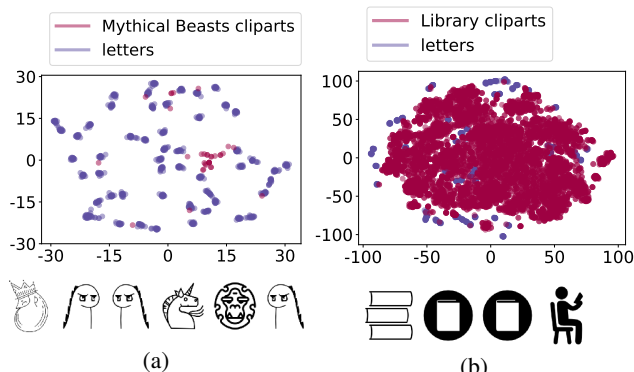 Mythical Beasts cliparts
letters
30
15
0
-15
-30
-30 -15 0 15 30
(a)
Library cliparts
letters
100
50
0
-50
-100
-100 -50 0 50 100
(b)